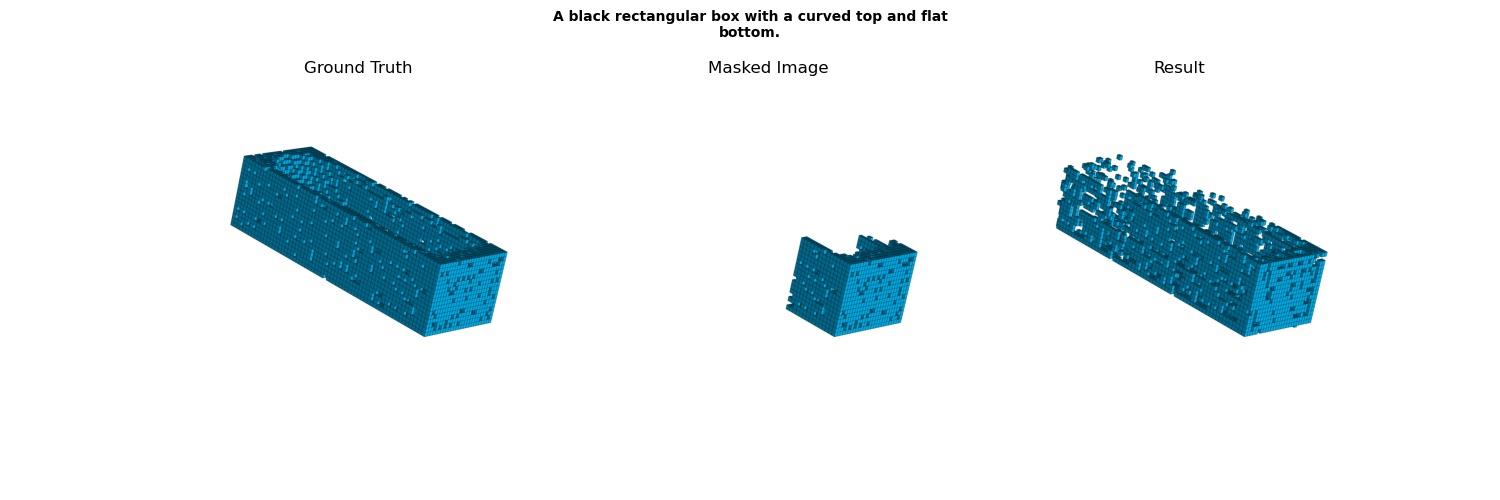 A black rectangular box with a curved top and flat
bottom.
Ground Truth
Masked Image
Result